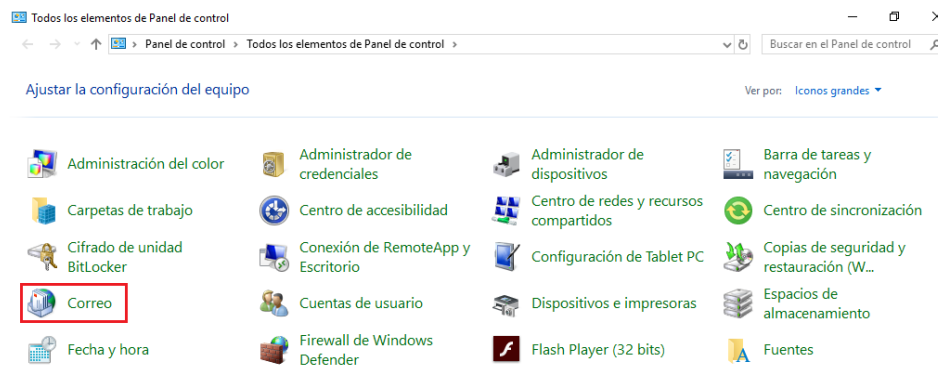 Todos los elementos de Panel de control
Panel de control > Todos los elementos de Panel de control >
Buscar en el Panel de control
Ajustar la configuración del equipo
Ver por: Iconos grandes
Administración del color
Administrador de
credenciales
Administrador de
dispositivos
Barra de tareas y
navegación
Carpetas de trabajo
Centro de accesibilidad
Centro de redes y recursos
compartidos
Centro de sincronización
Cifrado de unidad
BitLocker
Conexión de RemoteApp y
Escritorio
Configuración de Tablet PC
Copias de seguridad y
restauración (W...
Correo
Cuentas de usuario
Dispositivos e impresoras
Espacios de
almacenamiento
Fecha y hora
Firewall de Windows
Defender
Flash Player (32 bits)
Fuentes